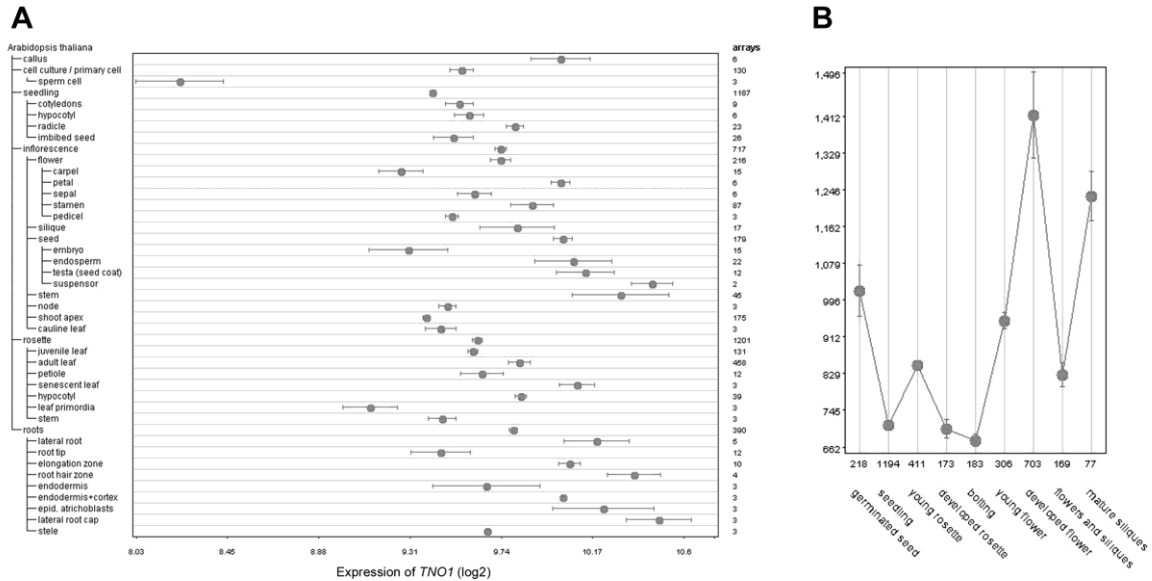 A
B
Arabidopsis thaliana arrays
callus 6
cell culture / primary cell 130
sperm cell 3
seedling 1187
cotyledons 9
hypocotyl 6
radicle 23
imbibed seed 26
inflorescence 717
flower 216
carpel 15
petal 6
sepal 6
stamen 87
pedicel 3
silique 17
seed 179
embryo 15
endosperm 22
testa (seed coat) 12
suspensor 2
stem 46
node 3
shoot apex 175
cauline leaf 3
rosette 1201
juvenile leaf 131
adult leaf 468
petiole 12
senescent leaf 3
hypocotyl 39
leaf primordia 3
stem 3
roots 390
lateral root 5
root tip 12
elongation zone 10
root hair zone 4
endodermis 3
endodermis+cortex 3
epid. atrichoblasts 3
lateral root cap 3
stele 3
8.03 8.45 8.88 9.31 9.74 10.17 10.6
Expression of TNO1 (log2)
1,496
1,412
1,329
1,246
1,162
1,079
996
912
829
745
662
218 1194 411 173 183 306 703 169 77
germinated seed
seedling
young rosette
developed rosette
bolting
young flower
developed flower
flowers and siliques
mature siliques